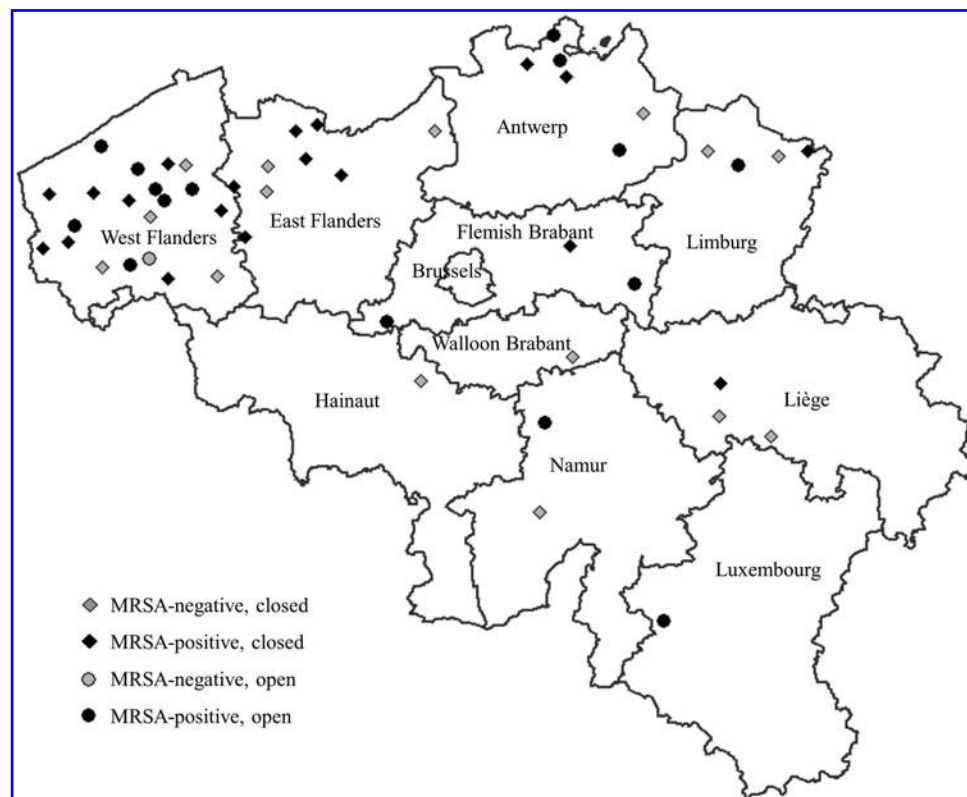 Antwerp
East Flanders
Flemish Brabant
West Flanders
Limburg
Brussels
Walloon Brabant
Hainaut
Liège
Namur
Luxembourg
MRSA-negative, closed
MRSA-positive, closed
MRSA-negative, open
MRSA-positive, open